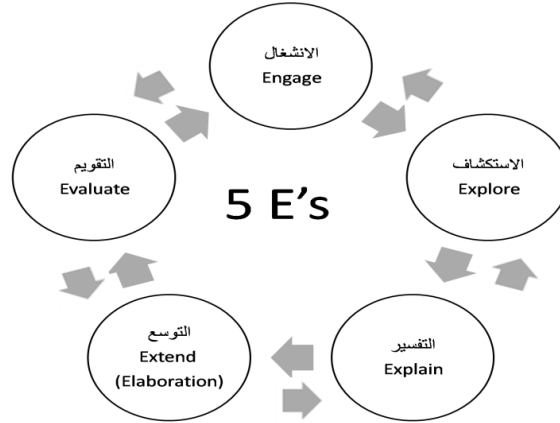 الانشغال
Engage
الاستكشاف
Explore
التفسير
Explain
التوسع
Extend
(Elaboration)
التقويم
Evaluate
5 E’s